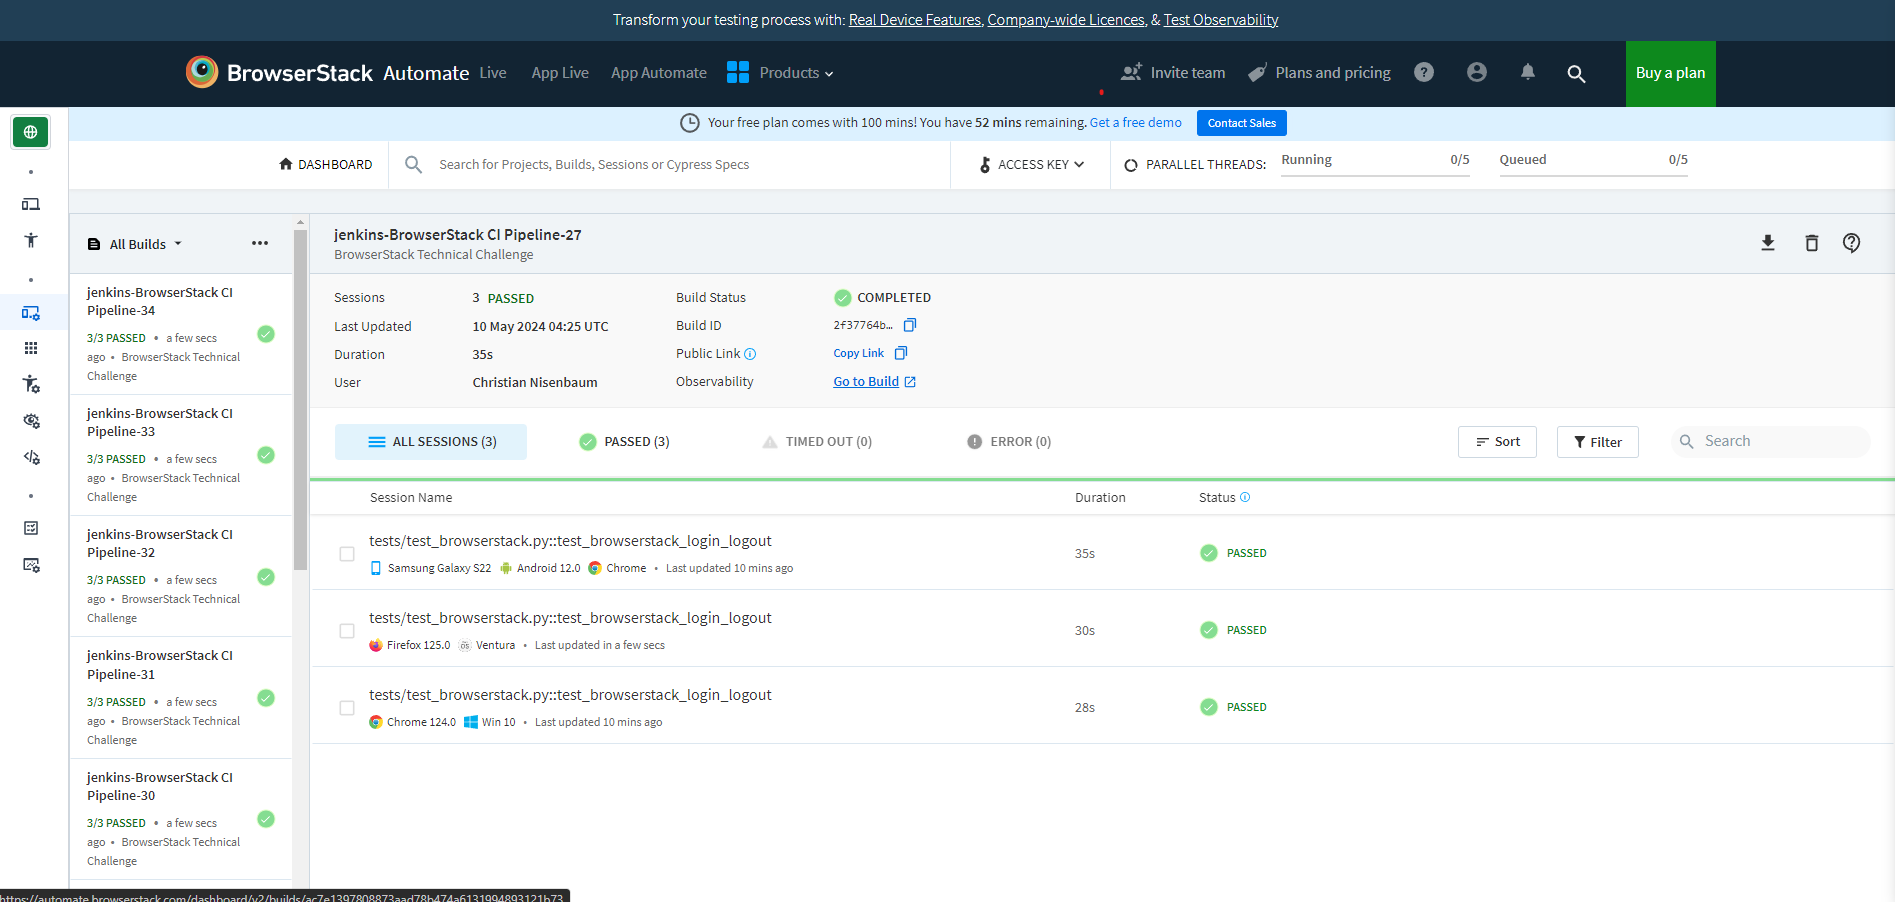 Transform your testing process with: Real Device Features, Company-wide Licences, & Test Observability
BrowserStack Automate Live App Live App Automate Products Invite team Plans and pricing Buy a plan
Your free plan comes with 100 mins! You have 52 mins remaining. Get a free demo Contact Sales
DASHBOARD Search for Projects, Builds, Sessions or Cypress Specs ACCESS KEY PARALLEL THREADS: Running 0/5 Queued 0/5
All Builds
jenkins-BrowserStack CI
Pipeline-34
3/3 PASSED • a few secs
ago • BrowserStack Technical
Challenge
jenkins-BrowserStack CI
Pipeline-33
3/3 PASSED • a few secs
ago • BrowserStack Technical
Challenge
jenkins-BrowserStack CI
Pipeline-32
3/3 PASSED • a few secs
ago • BrowserStack Technical
Challenge
jenkins-BrowserStack CI
Pipeline-31
3/3 PASSED • a few secs
ago • BrowserStack Technical
Challenge
jenkins-BrowserStack CI
Pipeline-30
3/3 PASSED • a few secs
ago • BrowserStack Technical
Challenge
jenkins-BrowserStack CI Pipeline-27
BrowserStack Technical Challenge
Sessions 3 PASSED Build Status COMPLETED
Last Updated 10 May 2024 04:25 UTC Build ID 2f37764b...
Duration 35s Public Link Copy Link
User Christian Nisenbaum Observability Go to Build
ALL SESSIONS (3) PASSED (3) TIMED OUT (0) ERROR (0) Sort Filter Search
Session Name Duration Status
tests/test_browserstack.py::test_browserstack_login_logout 35s PASSED
Samsung Galaxy S22 Android 12.0 Chrome • Last updated 10 mins ago
tests/test_browserstack.py::test_browserstack_login_logout 30s PASSED
Firefox 125.0 Ventura • Last updated in a few secs
tests/test_browserstack.py::test_browserstack_login_logout 28s PASSED
Chrome 124.0 Win 10 • Last updated 10 mins ago
https://automate.browserstack.com/dashboard/v2/builds/ac7e1397808873aad78b474a6131994893121b73